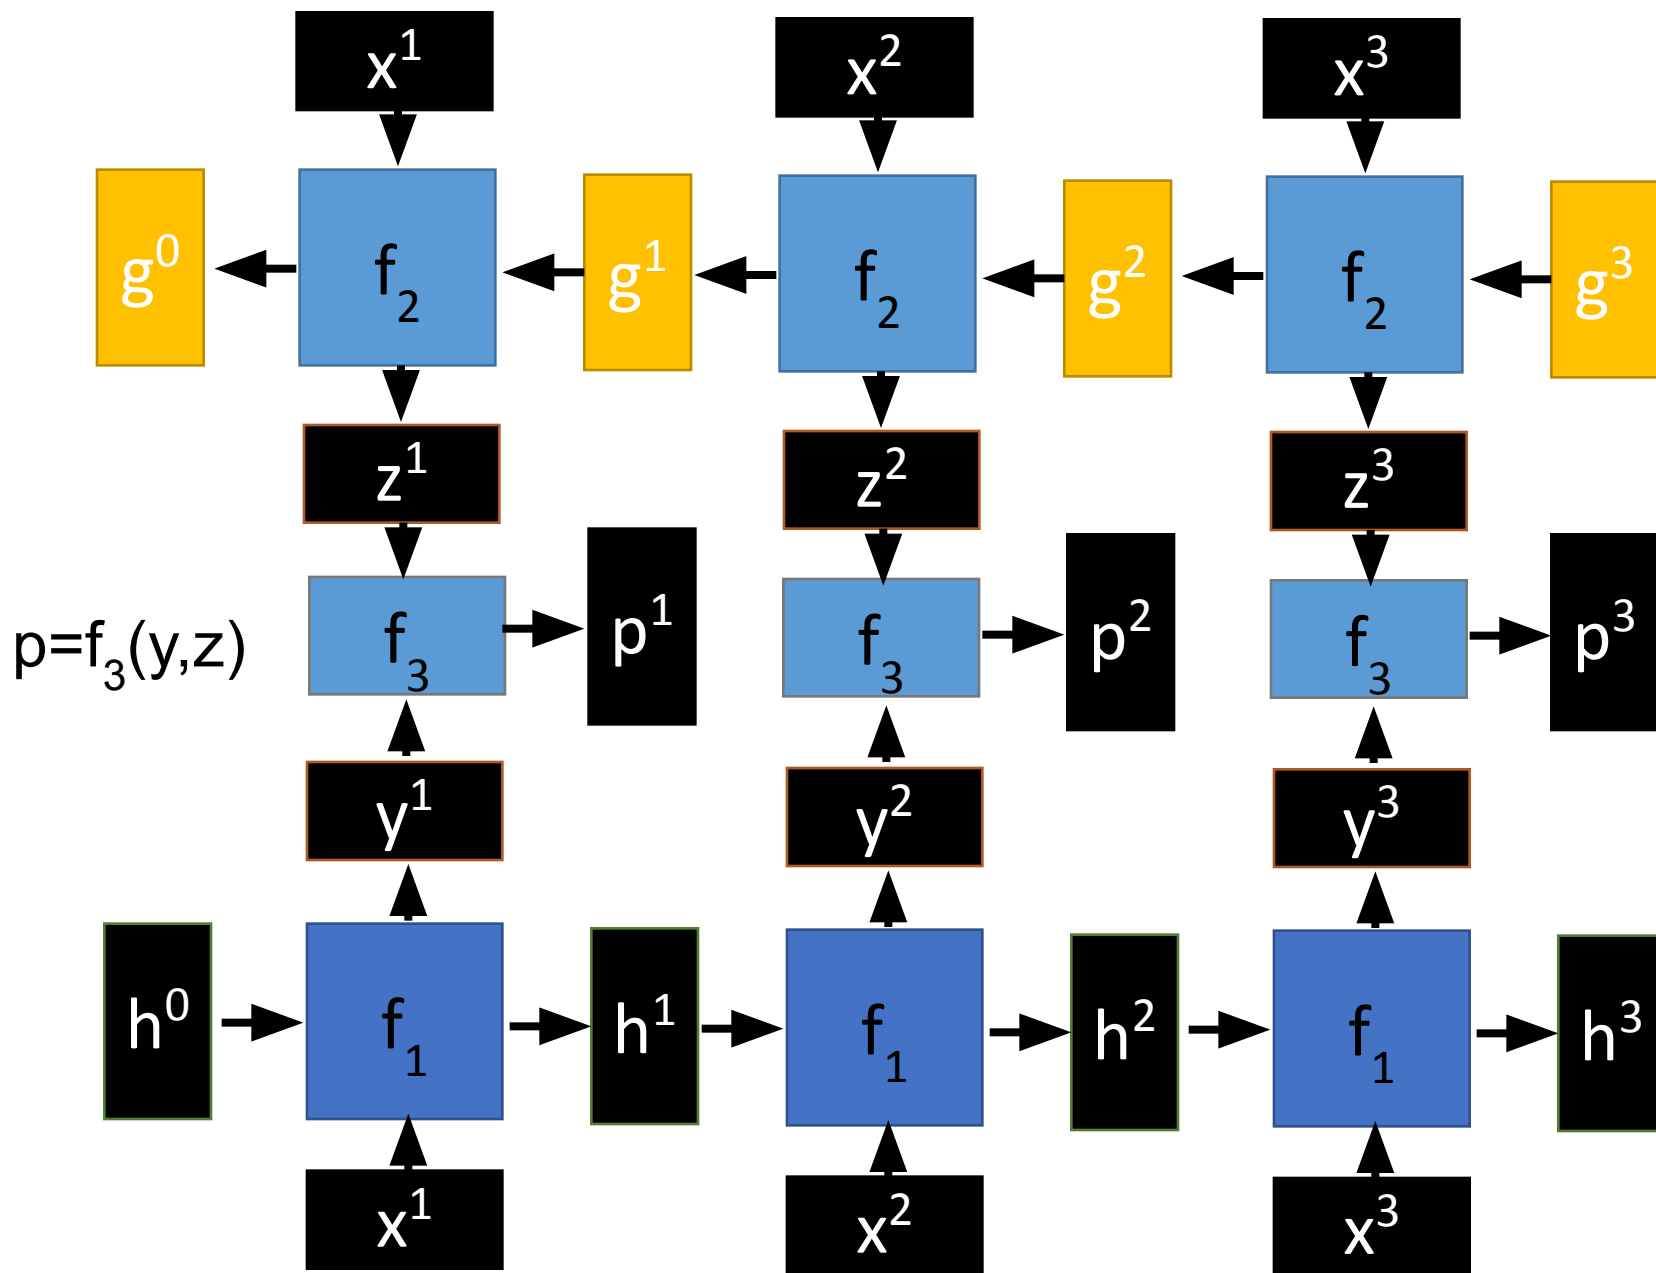 x¹ x² x³
g⁰ f₂ g¹ f₂ g² f₂ g³
z¹ z² z³
p=f₃(y,z) f₃ p¹ f₃ p² f₃ p³
y¹ y² y³
h⁰ f₁ h¹ f₁ h² f₁ h³
x¹ x² x³